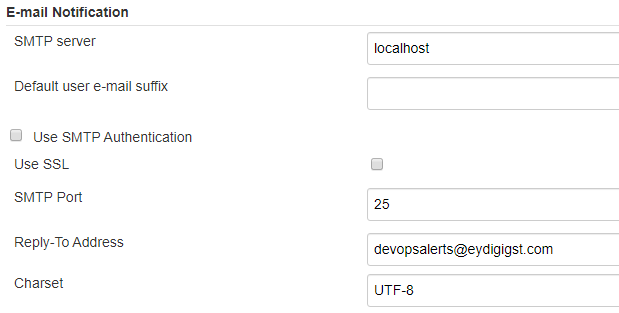 E-mail Notification
SMTP server
localhost
Default user e-mail suffix
Use SMTP Authentication
Use SSL
SMTP Port
25
Reply-To Address
devopsalerts@eydigigst.com
Charset
UTF-8